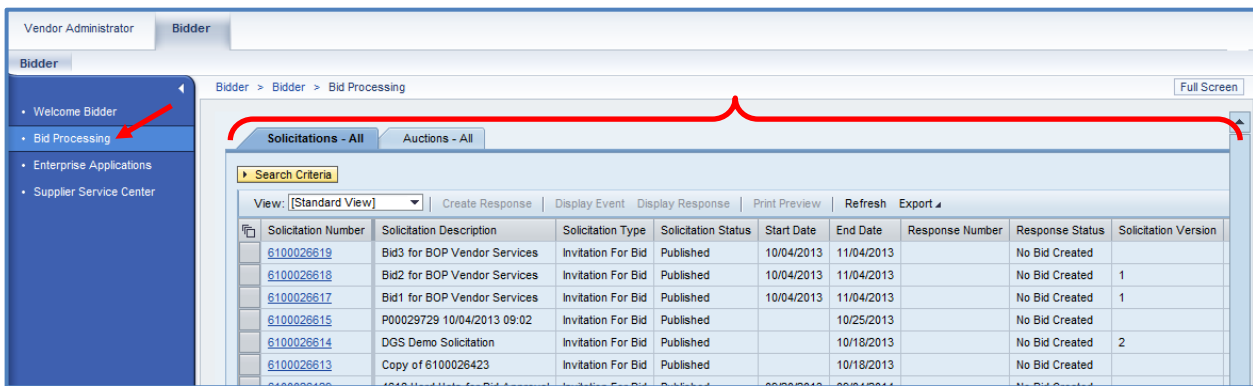 Vendor Administrator Bidder
Bidder
Bidder > Bidder > Bid Processing Full Screen
• Welcome Bidder
• Bid Processing
• Enterprise Applications
• Supplier Service Center
Solicitations - All Auctions - All
Search Criteria
View: [Standard View] Create Response Display Event Display Response Print Preview Refresh Export
Solicitation Number Solicitation Description Solicitation Type Solicitation Status Start Date End Date Response Number Response Status Solicitation Version
6100026619 Bid3 for BOP Vendor Services Invitation For Bid Published 10/04/2013 11/04/2013 No Bid Created
6100026618 Bid2 for BOP Vendor Services Invitation For Bid Published 10/04/2013 11/04/2013 No Bid Created 1
6100026617 Bid1 for BOP Vendor Services Invitation For Bid Published 10/04/2013 11/04/2013 No Bid Created 1
6100026615 P00029729 10/04/2013 09:02 Invitation For Bid Published 10/25/2013 No Bid Created
6100026614 DGS Demo Solicitation Invitation For Bid Published 10/18/2013 No Bid Created 2
6100026613 Copy of 6100026423 Invitation For Bid Published 10/18/2013 No Bid Created